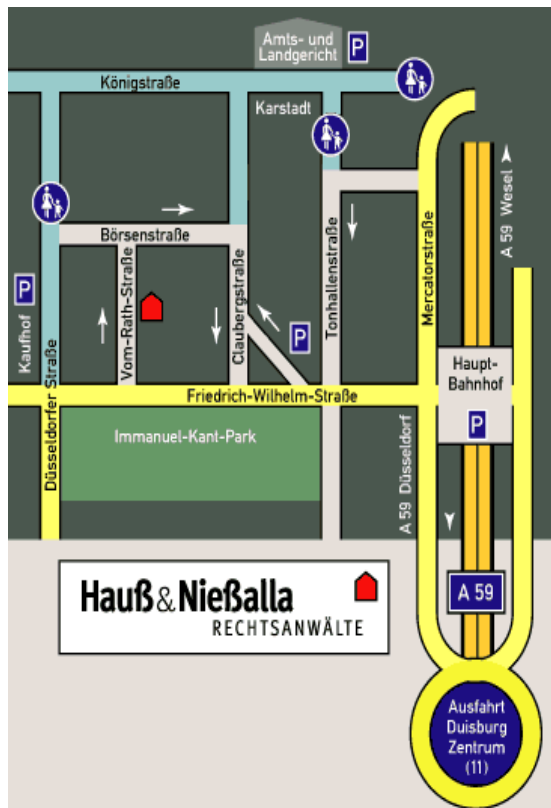 Amts- und
Landgericht
P
Königstraße
Karstadt
Börsenstraße
Vom-Rath-Straße
Claubergstraße
Tonhallenstraße
Mercatorstraße
A 59 Wesel
P
Kaufhof
Düsseldorfer Straße
P
Friedrich-Wilhelm-Straße
Haupt-
Bahnhof
P
Immanuel-Kant-Park
A 59 Düsseldorf
Hauß & Nießalla
RECHTSANWÄLTE
A 59
Ausfahrt
Duisburg
Zentrum
(11)